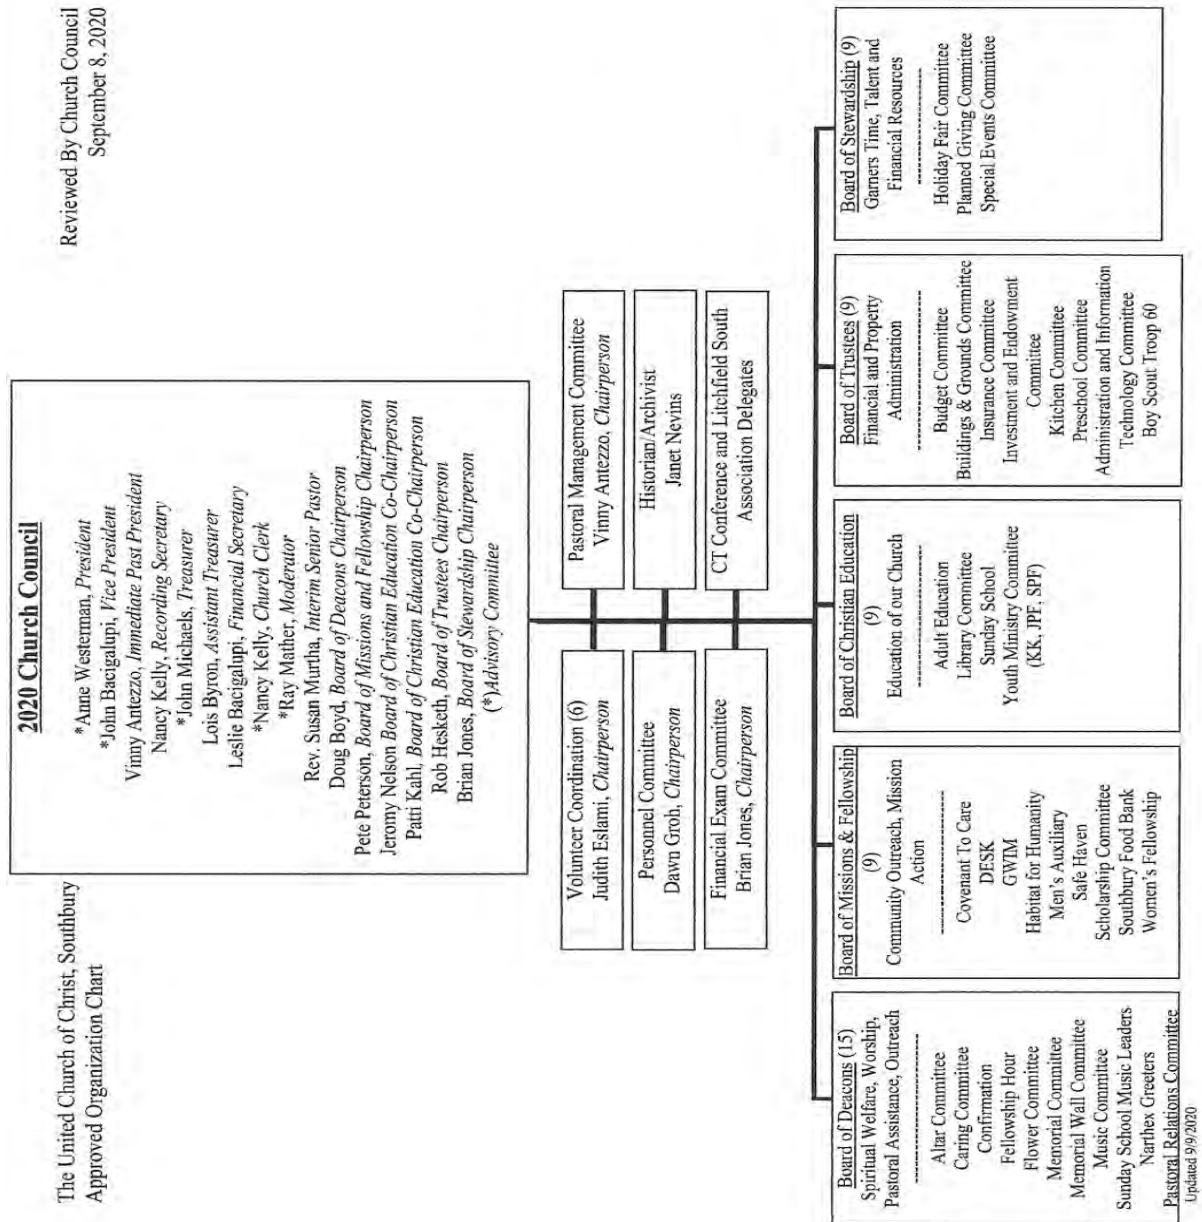 The United Church of Christ, Southbury
Approved Organization Chart
Reviewed By Church Council
September 8, 2020
2020 Church Council
*Anne Westerman, President
*John Bacigalupi, Vice President
Vinny Antezzo, Immediate Past President
Nancy Kelly, Recording Secretary
*John Michaels, Treasurer
Lois Byron, Assistant Treasurer
Leslie Bacigalupi, Financial Secretary
*Nancy Kelly, Church Clerk
*Ray Mather, Moderator
Rev. Susan Murtha, Interim Senior Pastor
Doug Boyd, Board of Deacons Chairperson
Pete Peterson, Board of Missions and Fellowship Chairperson
Jeromy Nelson Board of Christian Education Co-Chairperson
Patti Kahl, Board of Christian Education Co-Chairperson
Rob Hesketh, Board of Trustees Chairperson
Brian Jones, Board of Stewardship Chairperson
(*)Advisory Committee
Volunteer Coordination (6)
Judith Eslami, Chairperson
Pastoral Management Committee
Vinny Antezzo, Chairperson
Personnel Committee
Dawn Groh, Chairperson
Historian/Archivist
Janet Nevins
Financial Exam Committee
Brian Jones, Chairperson
CT Conference and Litchfield South
Association Delegates
Board of Deacons (15)
Spiritual Welfare, Worship,
Pastoral Assistance, Outreach
--------------------
Altar Committee
Caring Committee
Confirmation
Fellowship Hour
Flower Committee
Memorial Committee
Memorial Wall Committee
Music Committee
Sunday School Music Leaders
Narthex Greeters
Pastoral Relations Committee
Board of Missions & Fellowship
(9)
Community Outreach, Mission
Action
--------------------
Covenant To Care
DESK
GWIM
Habitat for Humanity
Men's Auxiliary
Safe Haven
Scholarship Committee
Southbury Food Bank
Women's Fellowship
Board of Christian Education
(9)
Education of our Church
--------------------
Adult Education
Library Committee
Sunday School
Youth Ministry Committee
(KK, JPF, SPF)
Board of Trustees (9)
Financial and Property
Administration
--------------------
Budget Committee
Buildings & Grounds Committee
Insurance Committee
Investment and Endowment
Committee
Kitchen Committee
Preschool Committee
Administration and Information
Technology Committee
Boy Scout Troop 60
Board of Stewardship (9)
Garners Time, Talent and
Financial Resources
--------------------
Holiday Fair Committee
Planned Giving Committee
Special Events Committee
Updated 9/9/2020